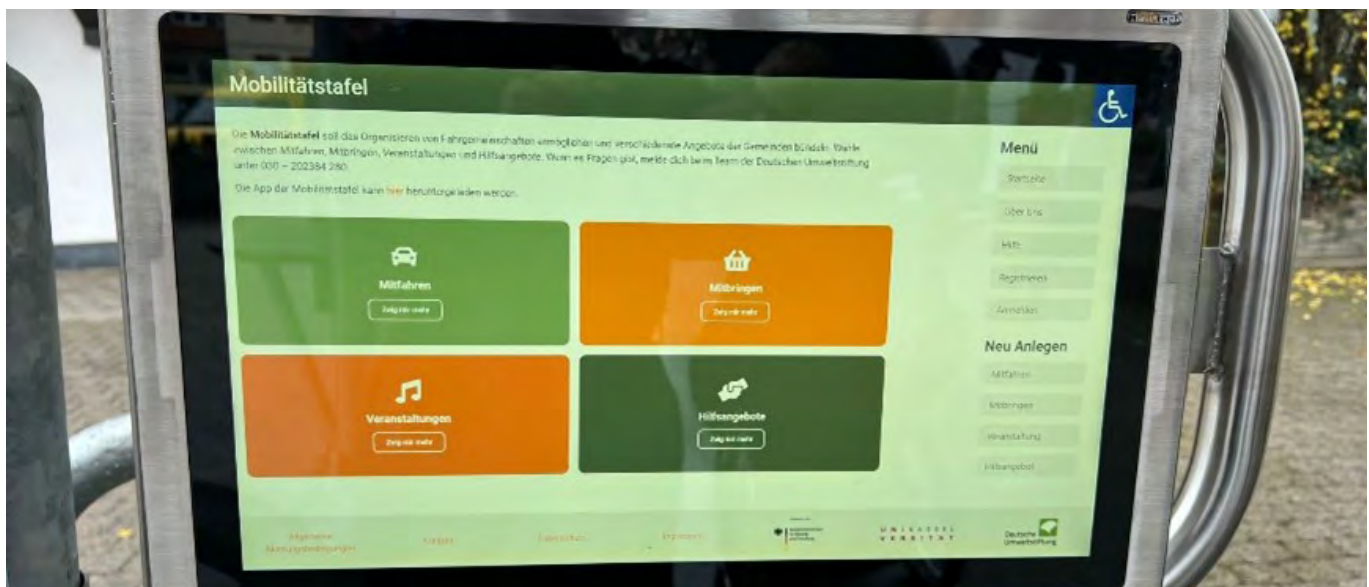 Mobilitätstafel
Die Mobilitätstafel soll das Organisieren von Fahrgemeinschaften ermöglichen und verschiedenste Angebote der Gemeinden bündeln. Wähle
zwischen Mitfahren, Mitbringen, Veranstaltungen und Hilfsangebote. Wenn es Fragen gibt, melde dich beim Team der Deutschen Umweltstiftung
unter 030 – 202384 280.
Die App der Mobilitätstafel kann hier heruntergeladen werden.
Mitfahren
Zeig mir mehr
Mitbringen
Zeig mir mehr
Veranstaltungen
Zeig mir mehr
Hilfsangebote
Zeig mir mehr
Menü
Startseite
Über Uns
Hilfe
Registrieren
Anmelden
Neu Anlegen
Mitfahren
Mitbringen
Veranstaltung
Hilfsangebot
Allgemeine
Nutzungsbedingungen
Kontakt
Datenschutz
Impressum
UNIKASSEL
VERSITÄT
Deutsche
Umweltstiftung